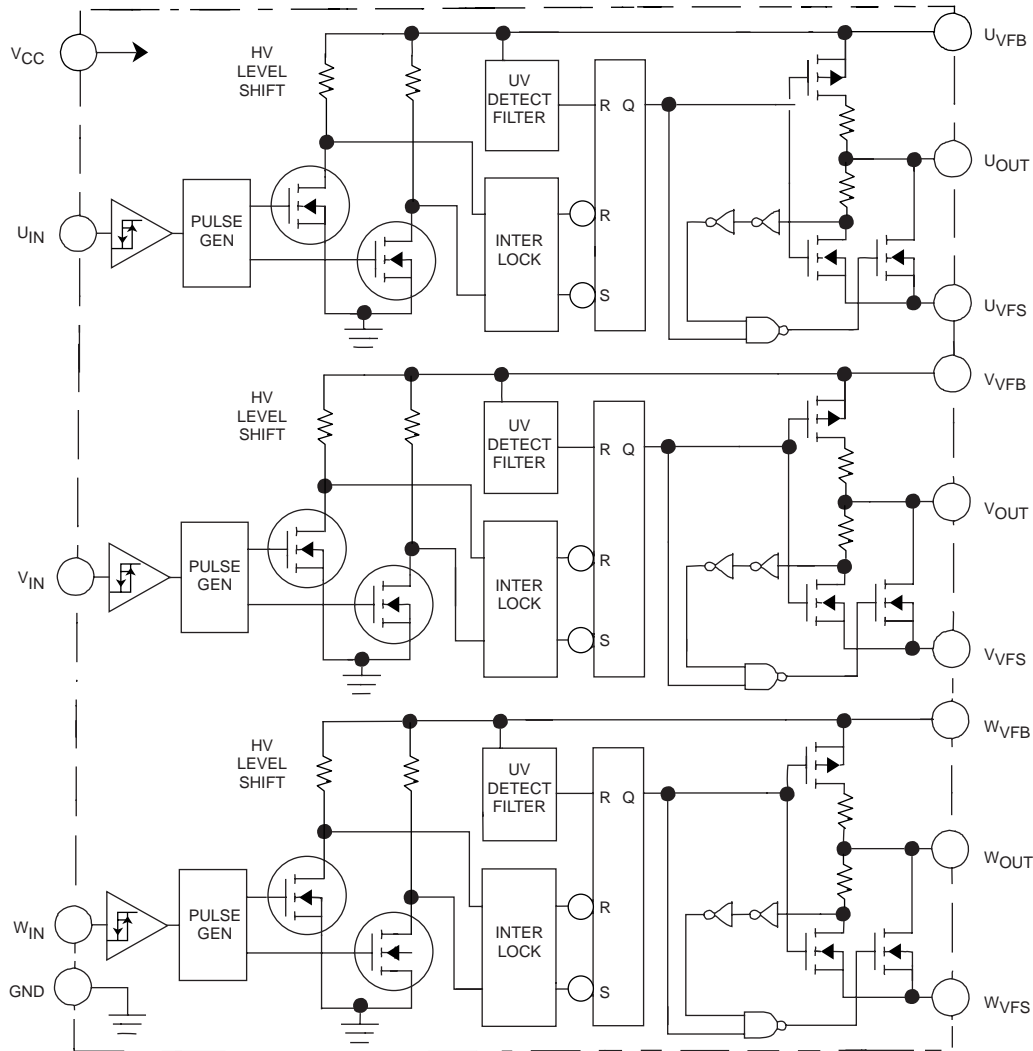 V_CC
HV
LEVEL
SHIFT
UV
DETECT
FILTER
R Q
U_VFB
U_OUT
U_IN
PULSE
GEN
INTER
LOCK
R
S
U_VFS
HV
LEVEL
SHIFT
UV
DETECT
FILTER
R Q
V_VFB
V_OUT
V_IN
PULSE
GEN
INTER
LOCK
R
S
V_VFS
HV
LEVEL
SHIFT
UV
DETECT
FILTER
R Q
W_VFB
W_OUT
W_IN
PULSE
GEN
INTER
LOCK
R
S
GND
W_VFS